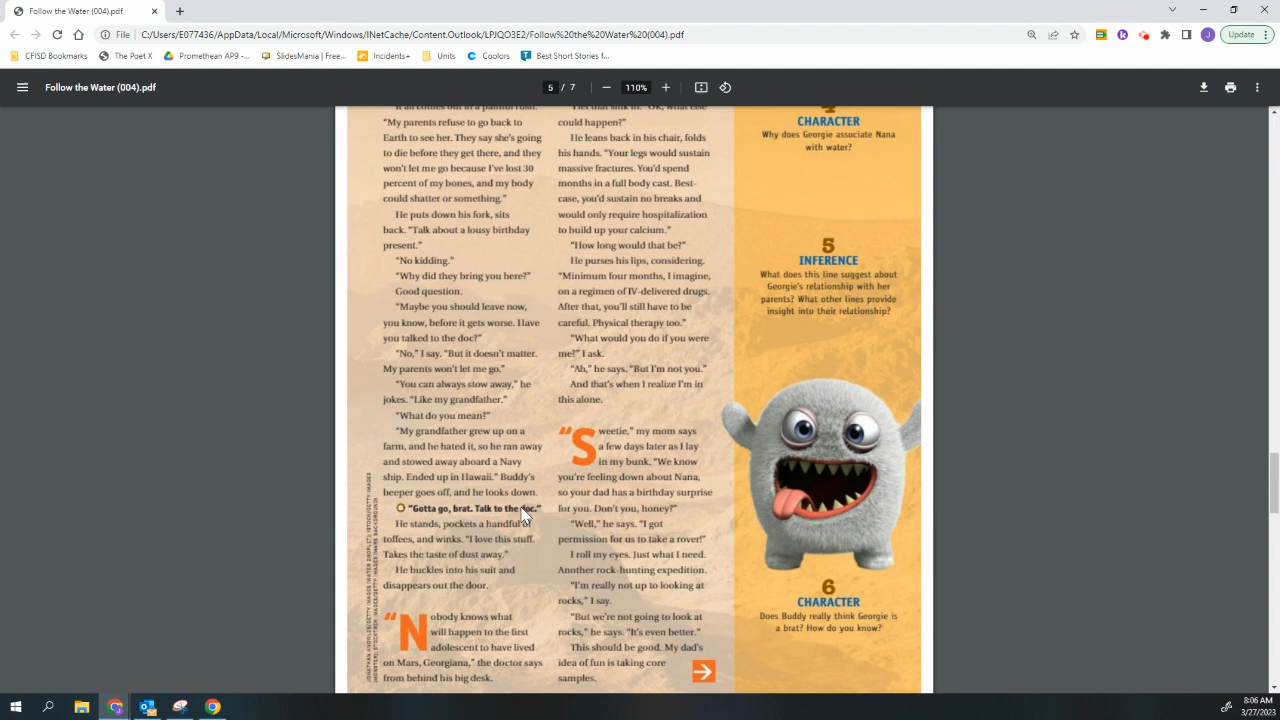 Follow the Water (004).pdf
File
C:/Users/E077436/AppData/Local/Microsoft/Windows/INetCache/Content.Outlook/LPJQO3E2/Follow%20the%20Water%20(004).pdf
Update
CFISD Bookmarks
The Poet X
Promethean AP9 -...
SlidesMania | Free...
Incidents+
Units
Coolors
Best Short Stories f...
Follow the Water (004).pdf
5 / 7
110%
It all comes out in a painful rush.
“My parents refuse to go back to
Earth to see her. They say she’s going
to die before they get there, and they
won’t let me go because I’ve lost 30
percent of my bones, and my body
could shatter or something.”
He puts down his fork, sits
back. “Talk about a lousy birthday
present.”
“No kidding.”
“Why did they bring you here?”
Good question.
“Maybe you should leave now,
you know, before it gets worse. Have
you talked to the doc?”
“No,” I say. “But it doesn’t matter.
My parents won’t let me go.”
“You can always stow away,” he
jokes. “Like my grandfather.”
“What do you mean?”
“My grandfather grew up on a
farm, and he hated it, so he ran away
and stowed away aboard a Navy
ship. Ended up in Hawaii.” Buddy’s
beeper goes off, and he looks down.
6 “Gotta go, brat. Talk to the doc.”
He stands, pockets a handful of
toffees, and winks. “I love this stuff.
Takes the taste of dust away.”
He buckles into his suit and
disappears out the door.
“Nobody knows what
will happen to the first
adolescent to have lived
on Mars, Georgiana,” the doctor says
from behind his big desk.
I let that sink in. “OK, what else
could happen?”
He leans back in his chair, folds
his hands. “Your legs would sustain
massive fractures. You’d spend
months in a full body cast. Best-
case, you’d sustain no breaks and
would only require hospitalization
to build up your calcium.”
“How long would that be?”
He purses his lips, considering.
“Minimum four months, I imagine,
on a regimen of IV-delivered drugs.
After that, you’ll still have to be
careful. Physical therapy too.”
“What would you do if you were
me?” I ask.
“Ah,” he says. “But I’m not you.”
And that’s when I realize I’m in
this alone.
“Sweetie,” my mom says
a few days later as I lay
in my bunk. “We know
you’re feeling down about Nana,
so your dad has a birthday surprise
for you. Don’t you, honey?”
“Well,” he says. “I got
permission for us to take a rover!”
I roll my eyes. Just what I need.
Another rock-hunting expedition.
“I’m really not up to looking at
rocks,” I say.
“But we’re not going to look at
rocks,” he says. “It’s even better.”
This should be good. My dad’s
idea of fun is taking core
samples.
4
CHARACTER
Why does Georgie associate Nana
with water?
5
INFERENCE
What does this line suggest about
Georgie’s relationship with her
parents? What other lines provide
insight into their relationship?
6
CHARACTER
Does Buddy really think Georgie is
a brat? How do you know?
8:06 AM
3/27/2023